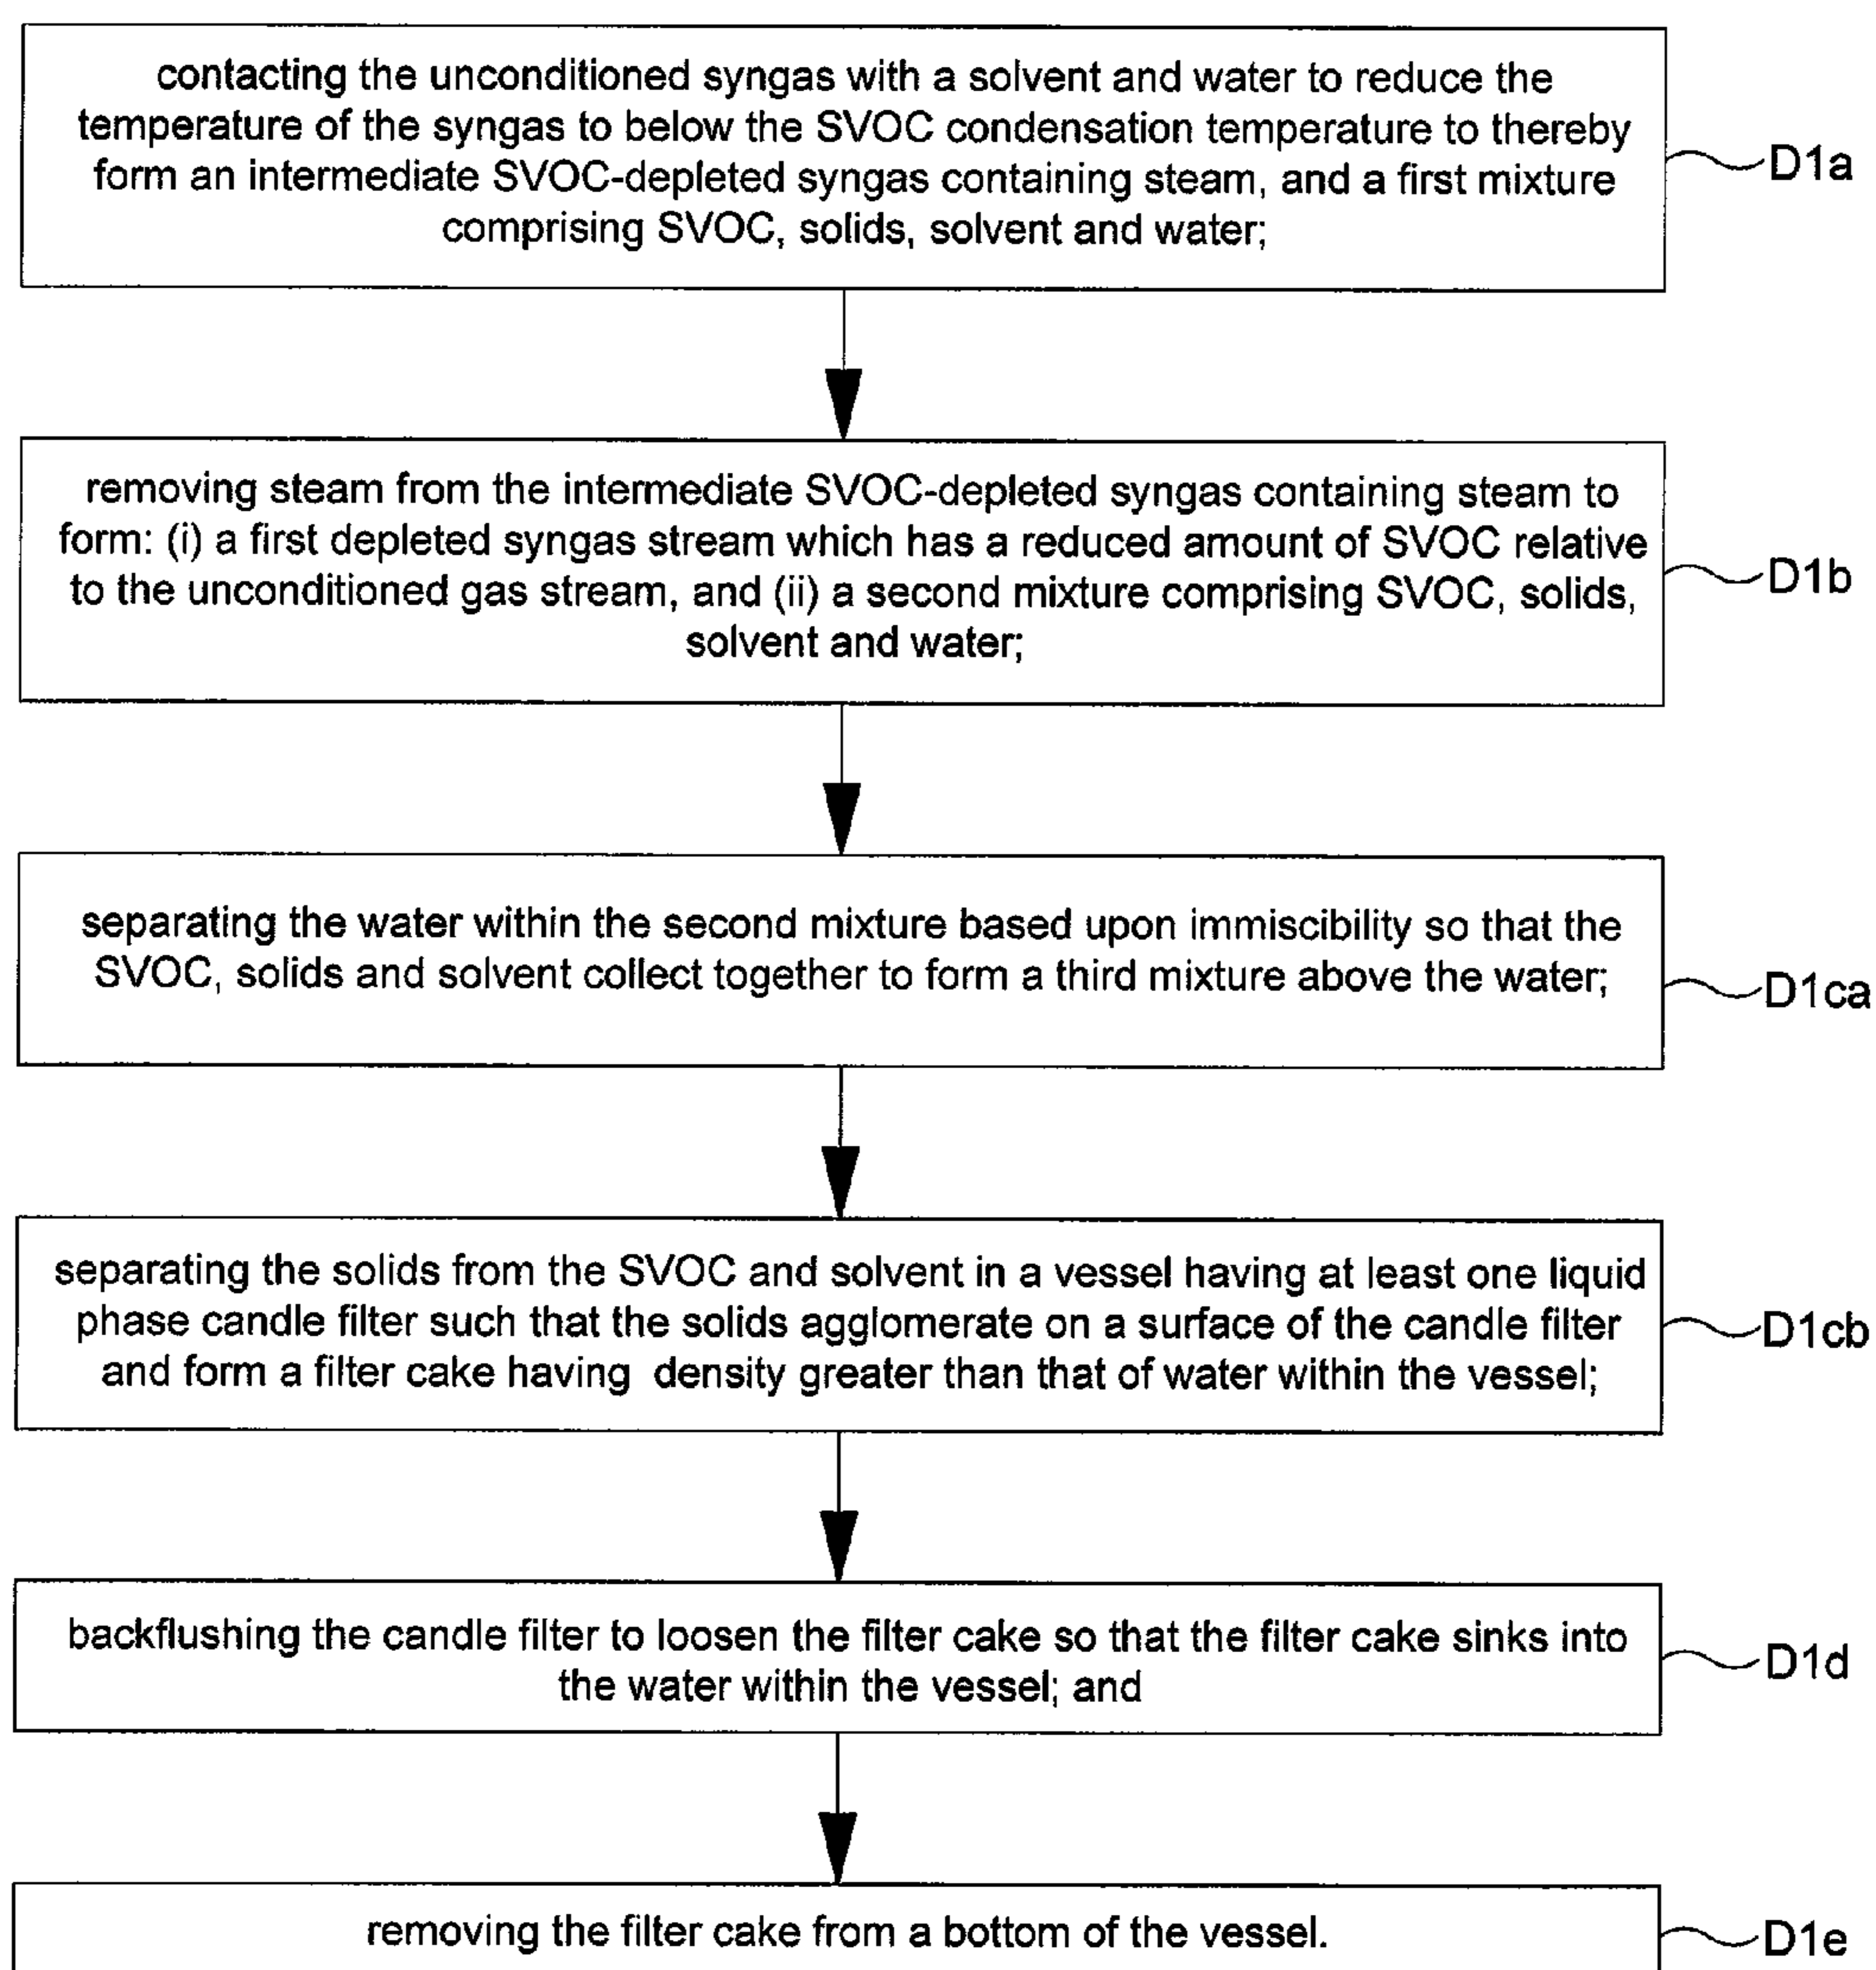 contacting the unconditioned syngas with a solvent and water to reduce the
temperature of the syngas to below the SVOC condensation temperature to thereby
form an intermediate SVOC-depleted syngas containing steam, and a first mixture
comprising SVOC, solids, solvent and water;
D1a
removing steam from the intermediate SVOC-depleted syngas containing steam to
form: (i) a first depleted syngas stream which has a reduced amount of SVOC relative
to the unconditioned gas stream, and (ii) a second mixture comprising SVOC, solids,
solvent and water;
D1b
separating the water within the second mixture based upon immiscibility so that the
SVOC, solids and solvent collect together to form a third mixture above the water;
D1ca
separating the solids from the SVOC and solvent in a vessel having at least one liquid
phase candle filter such that the solids agglomerate on a surface of the candle filter
and form a filter cake having density greater than that of water within the vessel;
D1cb
backflushing the candle filter to loosen the filter cake so that the filter cake sinks into
the water within the vessel; and
D1d
removing the filter cake from a bottom of the vessel.
D1e